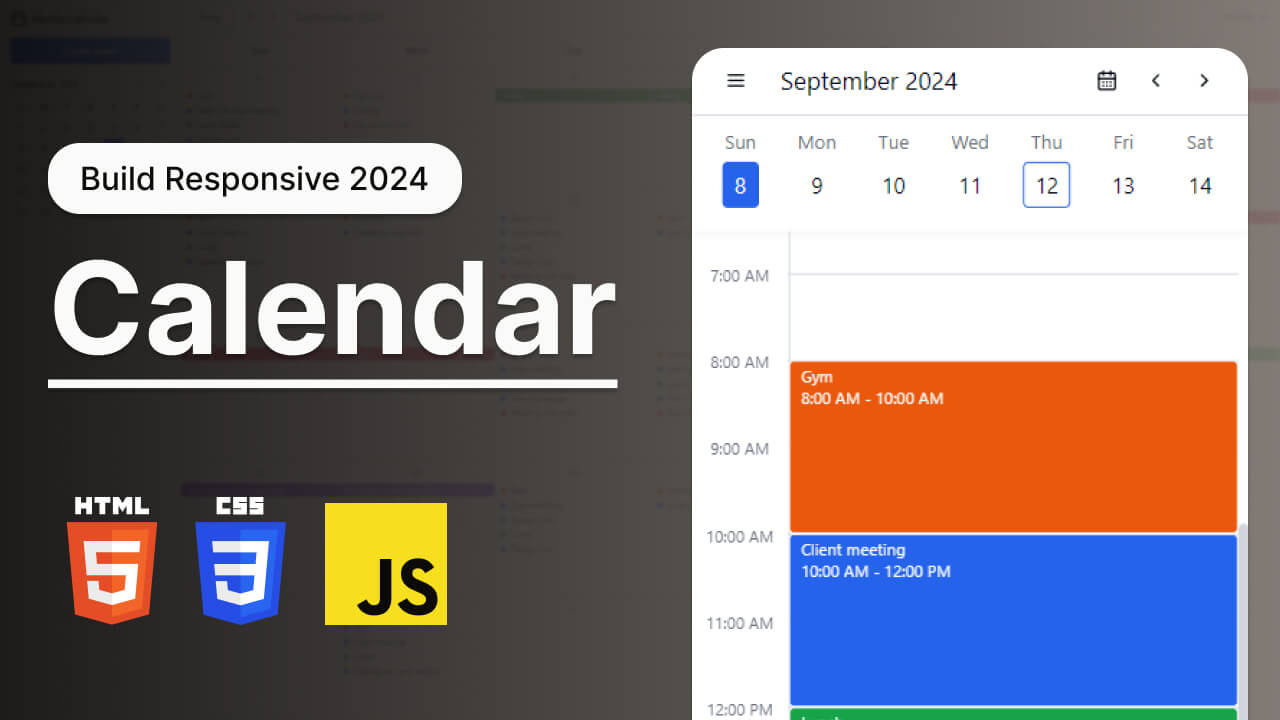 Build Responsive 2024
Calendar
HTML
5
CSS
3
JS
September 2024
Sun Mon Tue Wed Thu Fri Sat
8 9 10 11 12 13 14
7:00 AM
8:00 AM
Gym
8:00 AM - 10:00 AM
9:00 AM
10:00 AM
Client meeting
10:00 AM - 12:00 PM
11:00 AM
12:00 PM